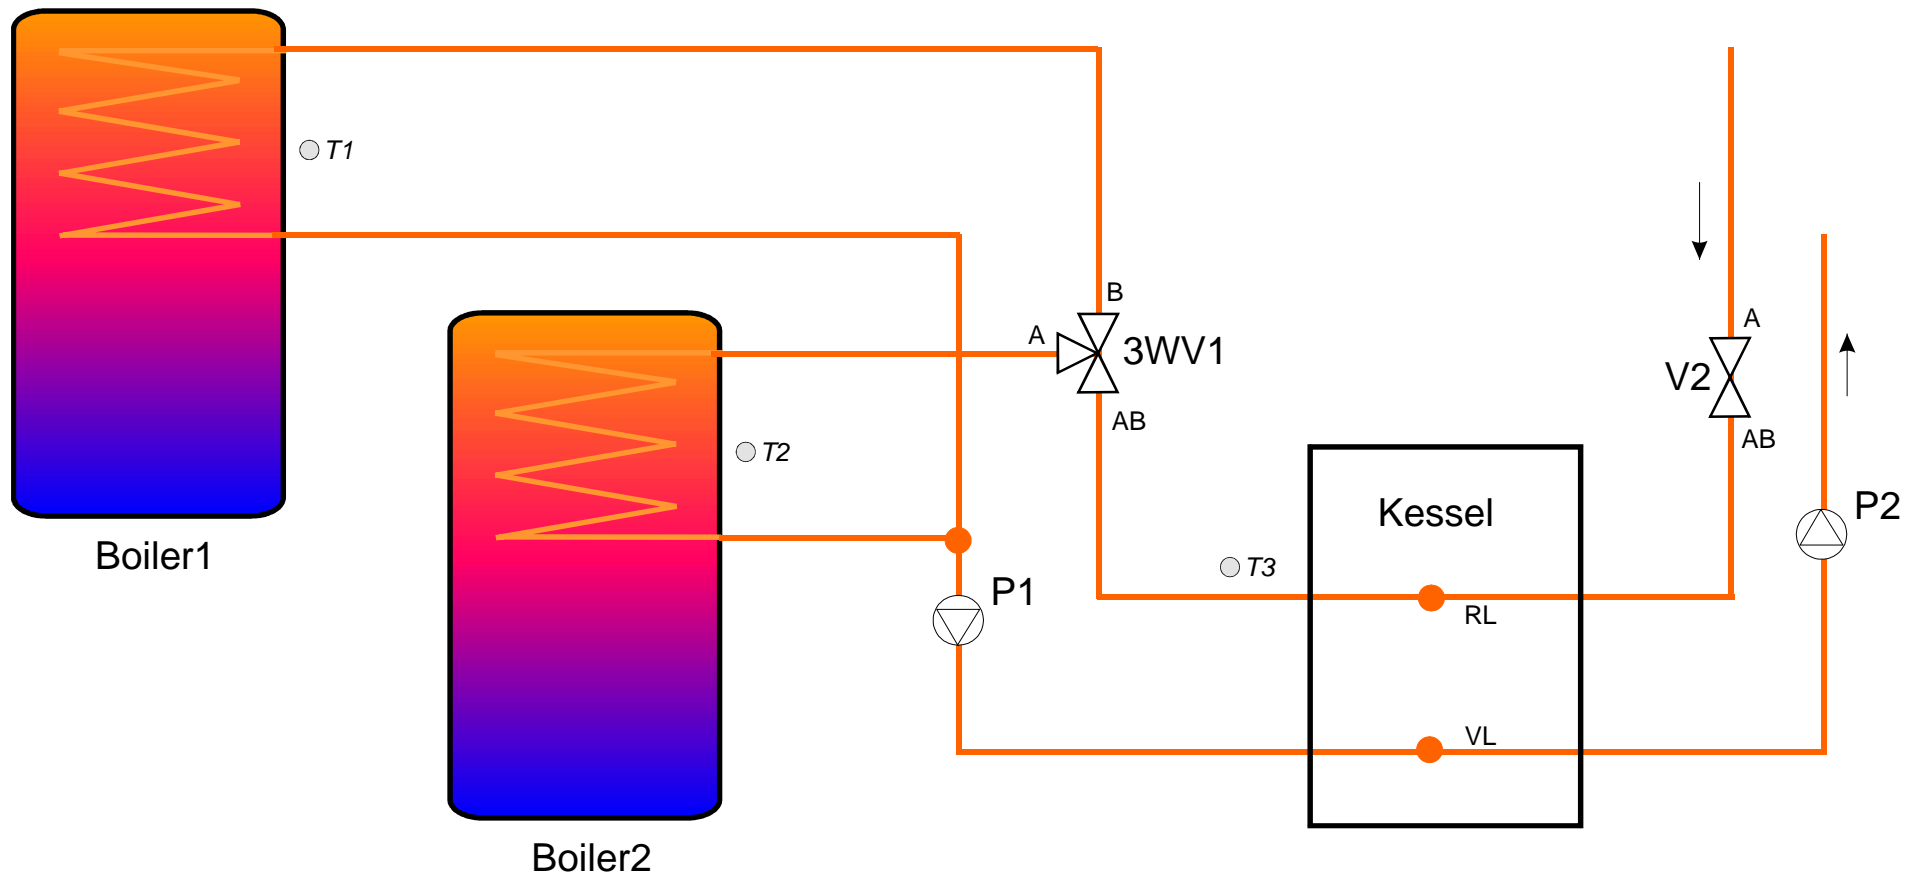 T1
B
A
3WV1
A
V2
T2
AB
AB
Kessel
P2
Boiler1
T3
P1
RL
VL
Boiler2